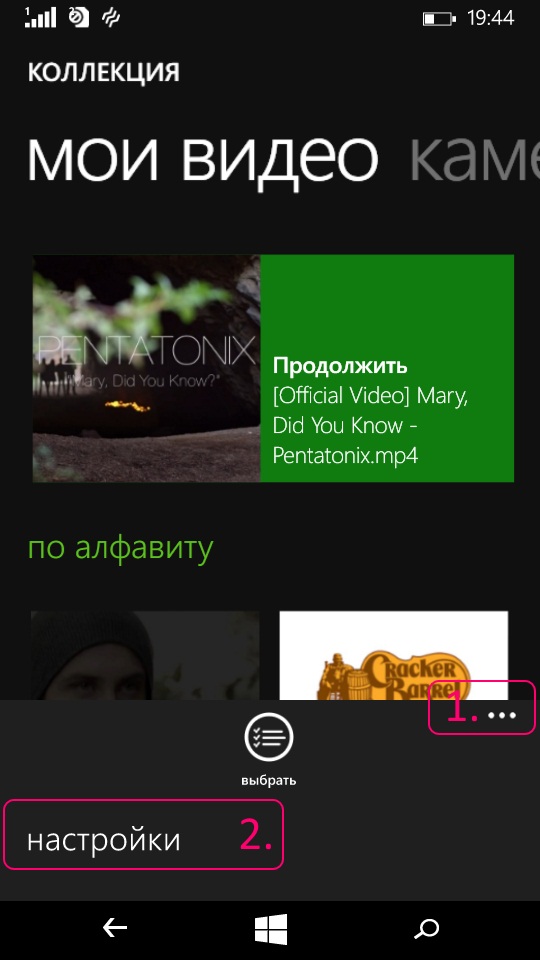 1
19:44
КОЛЛЕКЦИЯ
мои видео каме
PENTATONIX
"Mary, Did You Know?"
Продолжить
[Official Video] Mary,
Did You Know -
Pentatonix.mp4
по алфавиту
Cracker
Barrel
1. ...
выбрать
настройки 2.